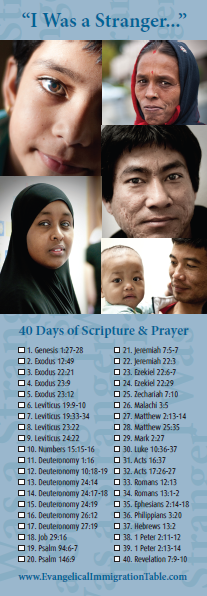 "I Was a Stranger..."
40 Days of Scripture & Prayer
1. Genesis 1:27-28
2. Exodus 12:49
3. Exodus 22:21
4. Exodus 23:9
5. Exodus 23:12
6. Leviticus 19:9-10
7. Leviticus 19:33-34
8. Leviticus 23:22
9. Leviticus 24:22
10. Numbers 15:15-16
11. Deuteronomy 1:16
12. Deuteronomy 10:18-19
13. Deuteronomy 24:14
14. Deuteronomy 24:17-18
15. Deuteronomy 24:19
16. Deuteronomy 26:12
17. Deuteronomy 27:19
18. Job 29:16
19. Psalm 94:6-7
20. Psalm 146:9
21. Jeremiah 7:5-7
22. Jeremiah 22:3
23. Ezekiel 22:6-7
24. Ezekiel 22:29
25. Zechariah 7:10
26. Malachi 3:5
27. Matthew 2:13-14
28. Matthew 25:35
29. Mark 2:27
30. Luke 10:36-37
31. Acts 16:37
32. Acts 17:26-27
33. Romans 12:13
34. Romans 13:1-2
35. Ephesians 2:14-18
36. Philippians 3:20
37. Hebrews 13:2
38. 1 Peter 2:11-12
39. 1 Peter 2:13-14
40. Revelation 7:9-10
www.EvangelicalImmigrationTable.com